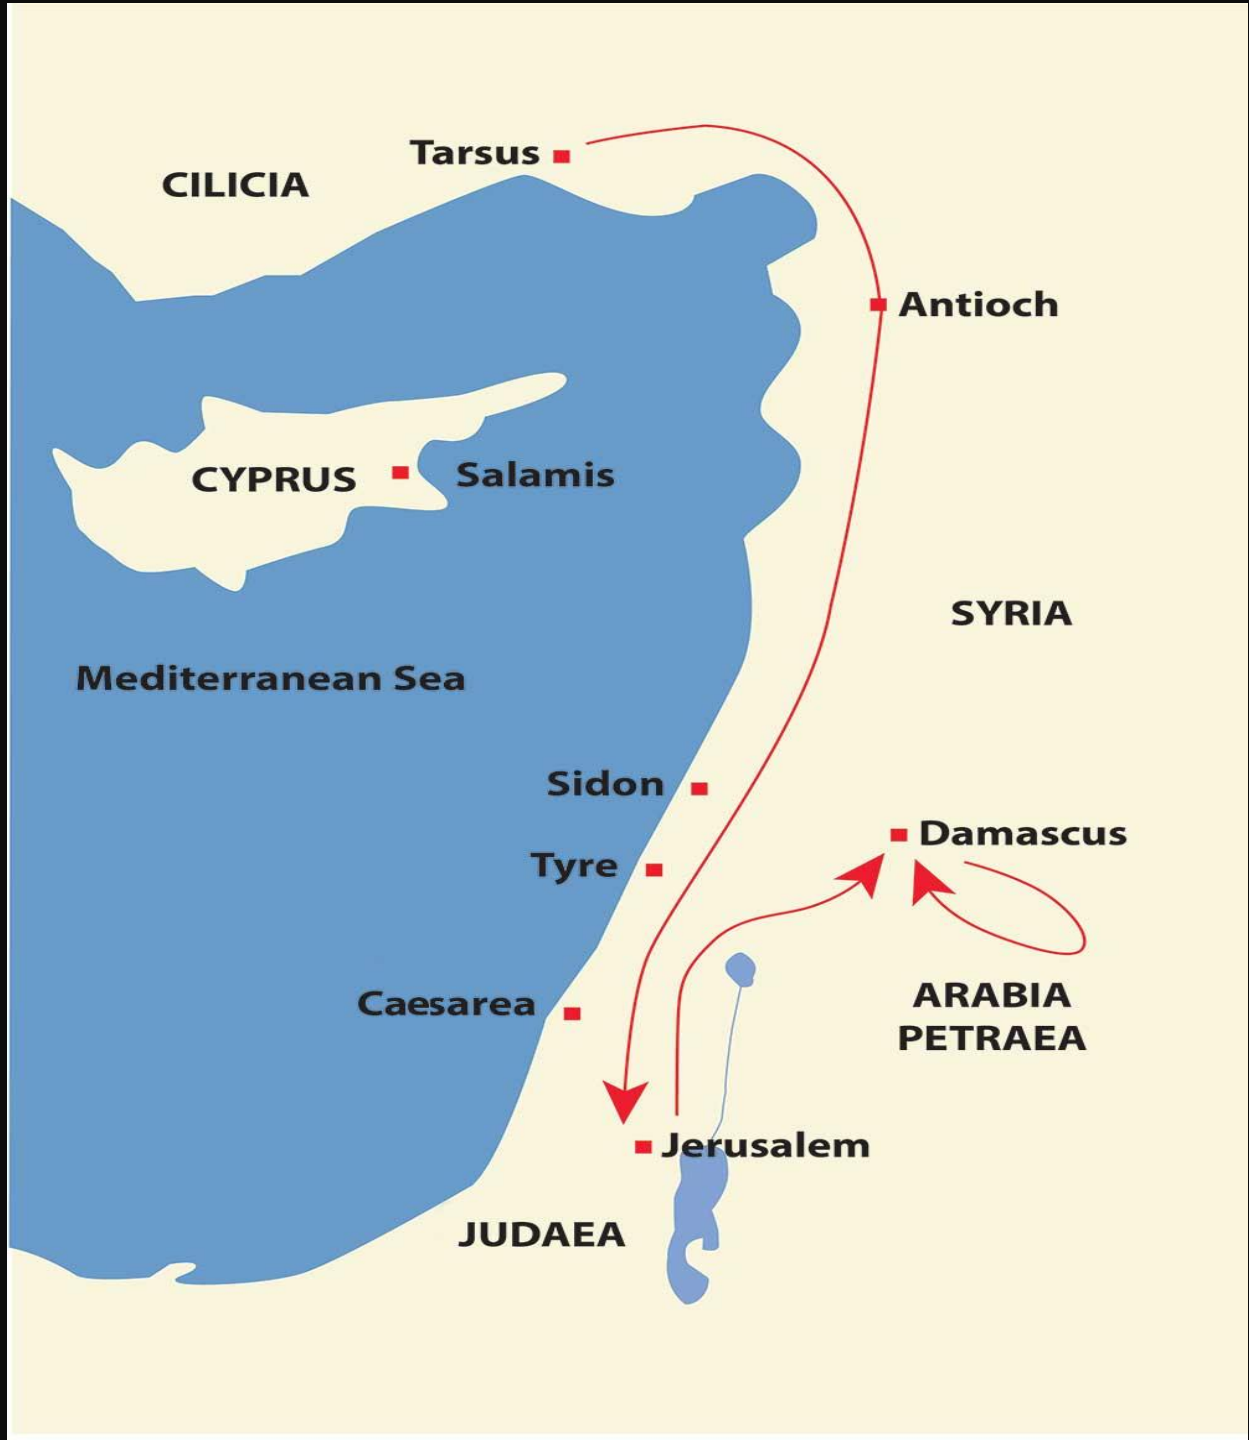 Tarsus
CILICIA
Antioch
CYPRUS
Salamis
SYRIA
Mediterranean Sea
Sidon
Damascus
Tyre
ARABIA
PETRAEA
Caesarea
Jerusalem
JUDAEA